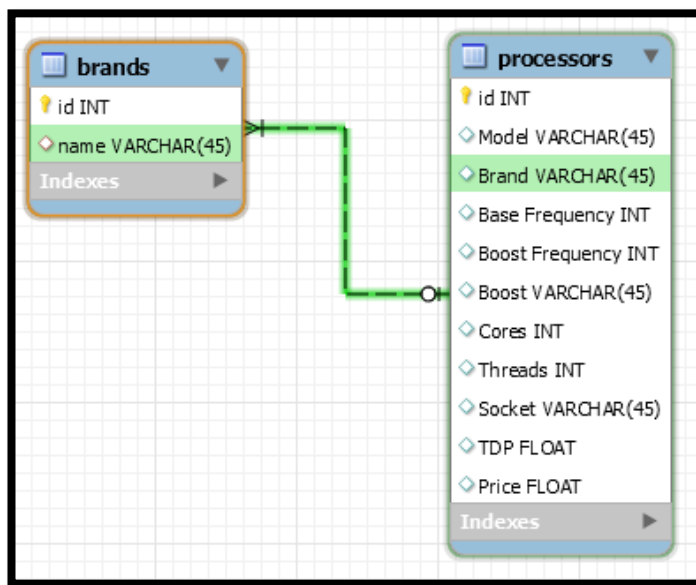 brands
id INT
name VARCHAR(45)
Indexes
processors
id INT
Model VARCHAR(45)
Brand VARCHAR(45)
Base Frequency INT
Boost Frequency INT
Boost VARCHAR(45)
Cores INT
Threads INT
Socket VARCHAR(45)
TDP FLOAT
Price FLOAT
Indexes